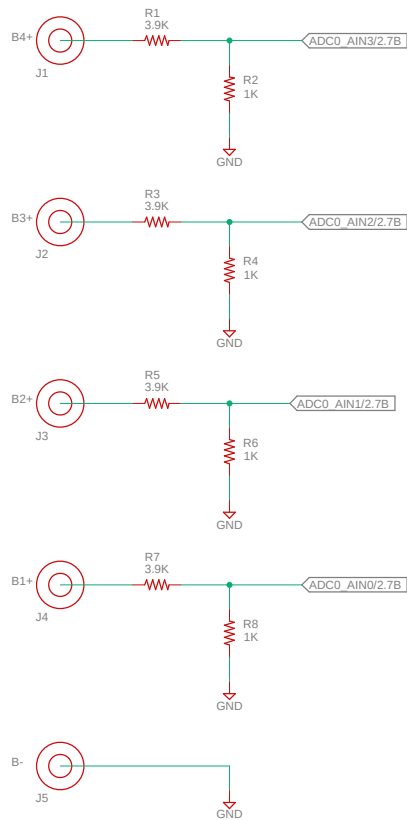 R1
3.9K
B4+
ADC0_AIN3/2.7B
J1
R2
1K
GND
R3
3.9K
B3+
ADC0_AIN2/2.7B
J2
R4
1K
GND
R5
3.9K
B2+
ADC0_AIN1/2.7B
J3
R6
1K
GND
R7
3.9K
B1+
ADC0_AIN0/2.7B
J4
R8
1K
GND
B-
J5
GND